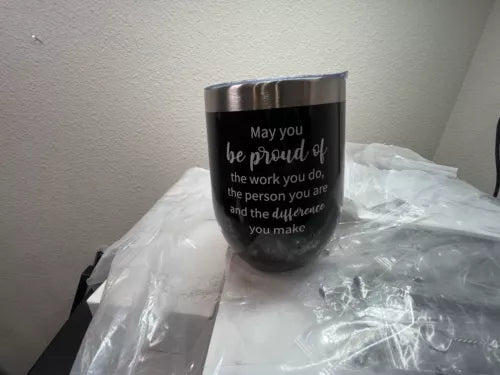 May you
be proud of
the work you do,
the person you are
and the difference
you make